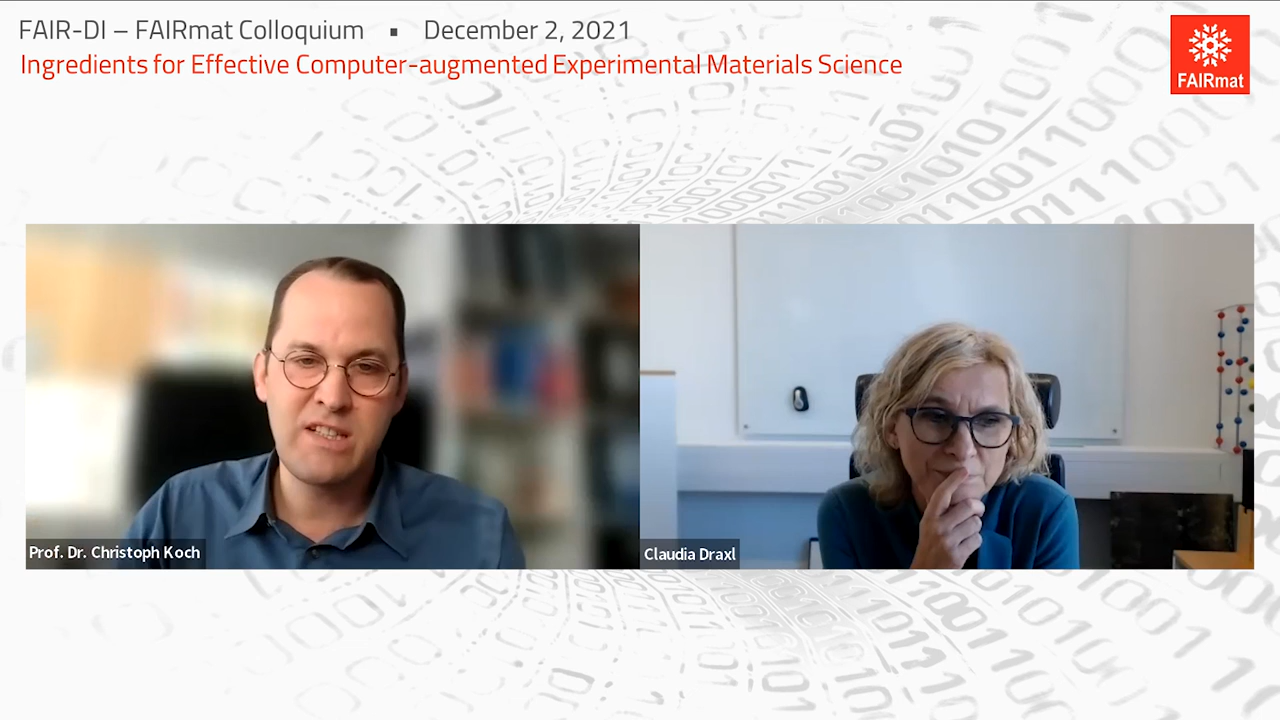 FAIR-DI – FAIRmat Colloquium ▪ December 2, 2021
Ingredients for Effective Computer-augmented Experimental Materials Science
FAIRmat
Prof. Dr. Christoph Koch
Claudia Draxl